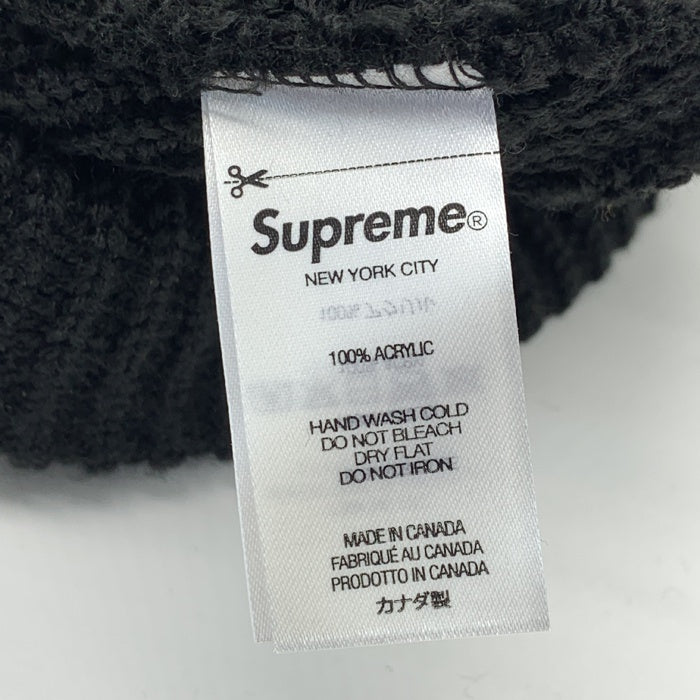 Supreme®
NEW YORK CITY
100% ACRYLIC
HAND WASH COLD
DO NOT BLEACH
DRY FLAT
DO NOT IRON
MADE IN CANADA
FABRIQUÉ AU CANADA
PRODOTTO IN CANADA
カナダ製